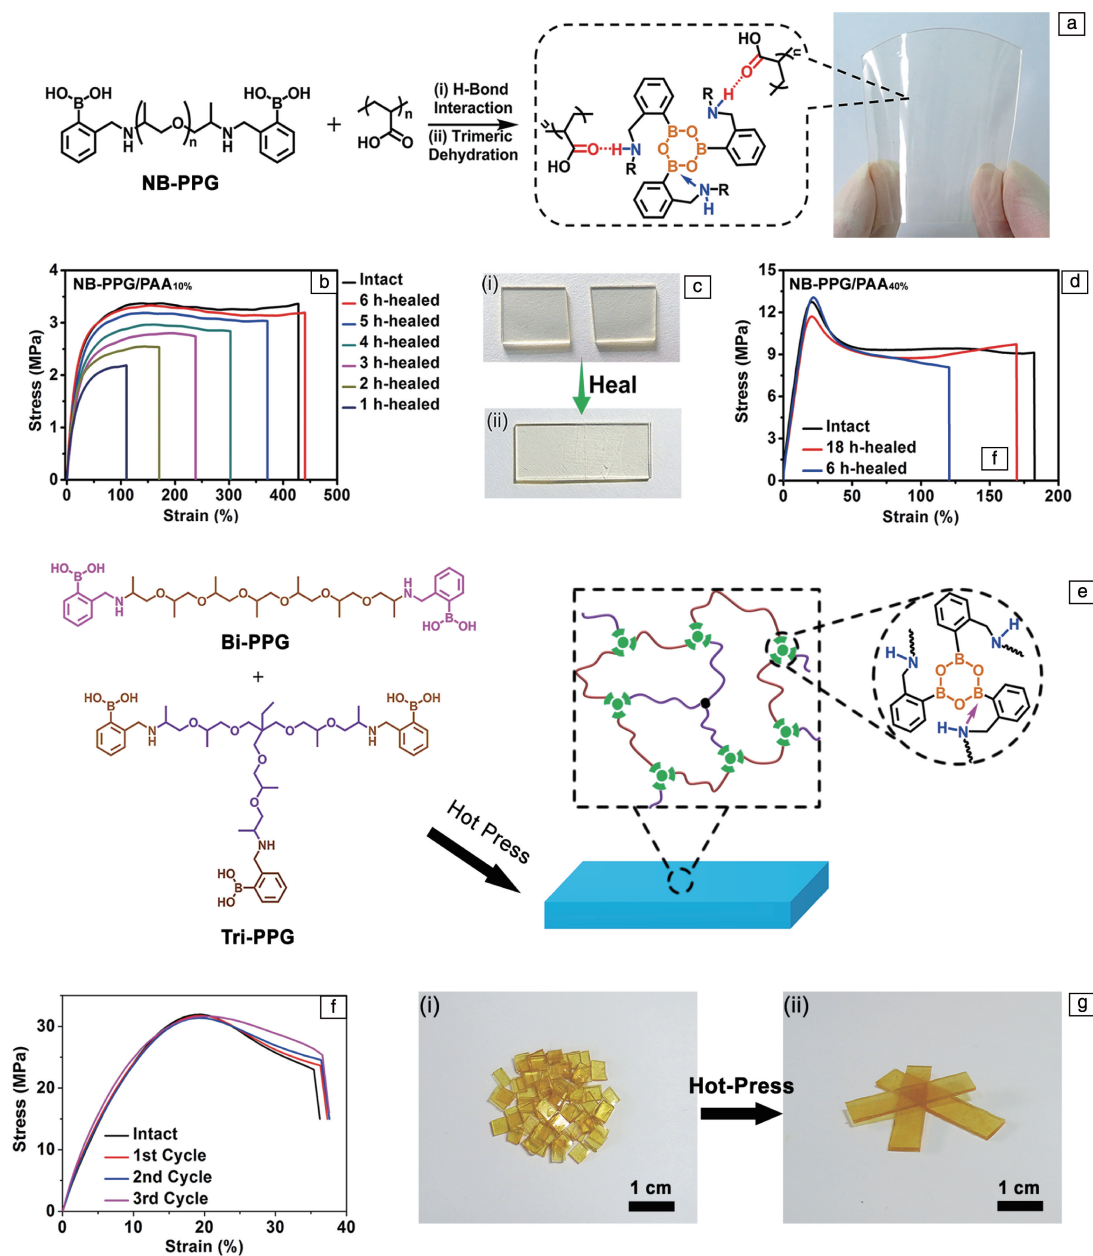 a
HO OH
B
N
H
O
n
N
H
HO OH
B
NB-PPG
+
n
HO
O
(i) H-Bond
Interaction
(ii) Trimeric
Dehydration
HO
O
n
R
N
H
n
HO
O
H
N
R
B
O
O
B
B
O
N
R
H
b
NB-PPG/PAA10%
Stress (MPa)
4
3
2
1
0
0 100 200 300 400 500
Strain (%)
Intact
6 h-healed
5 h-healed
4 h-healed
3 h-healed
2 h-healed
1 h-healed
c
(i)
Heal
(ii)
d
NB-PPG/PAA40%
Stress (MPa)
15
12
9
6
3
0
0 50 100 150 200
Strain (%)
Intact
18 h-healed
6 h-healed
f
HO OH
B
N
H
O
O
O
O
O
O
H
N
B
HO OH
Bi-PPG
+
HO OH
B
N
H
O
O
O
O
N
H
HO OH
B
O
O
NH
HO
B
HO
Tri-PPG
Hot Press
e
H
N
H
N
B
O
O
B
B
O
H
N
f
Stress (MPa)
30
20
10
0
0 10 20 30 40
Strain (%)
Intact
1st Cycle
2nd Cycle
3rd Cycle
g
(i)
1 cm
Hot-Press
(ii)
1 cm